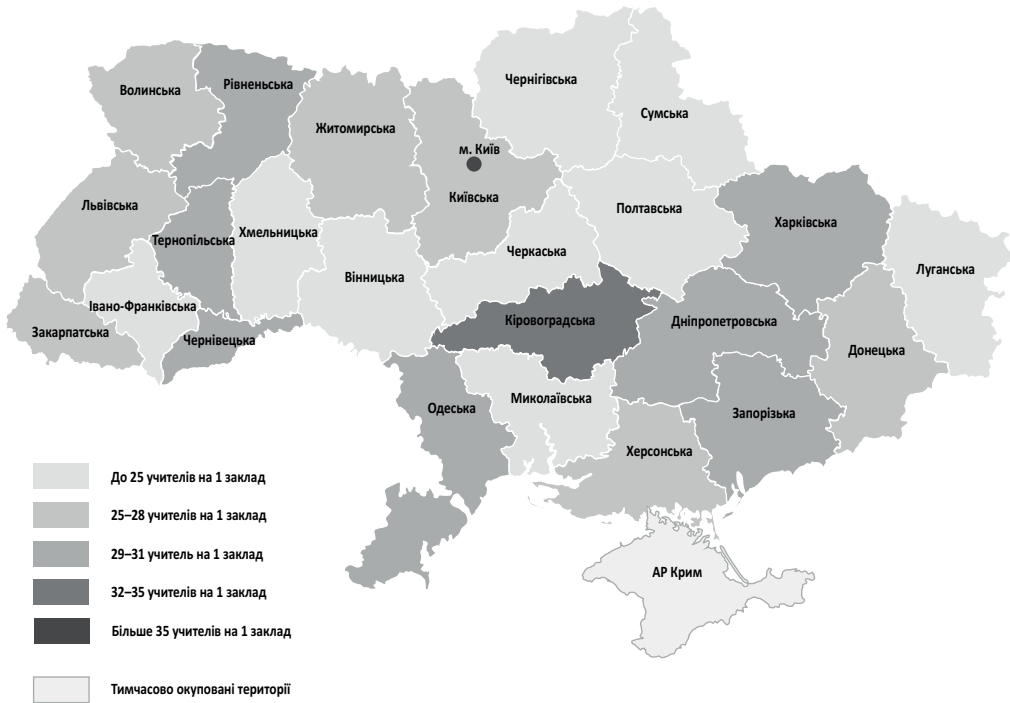 Чернігівська
Сумська
Рівненська
Волинська
Житомирська
м. Київ
Київська
Львівська
Полтавська
Харківська
Тернопільська
Хмельницька
Черкаська
Вінницька
Луганська
Івано-Франківська
Закарпатська
Чернівецька
Кіровоградська
Дніпропетровська
Донецька
Одеська
Миколаївська
Запорізька
Херсонська
АР Крим
До 25 учителів на 1 заклад
25–28 учителів на 1 заклад
29–31 учитель на 1 заклад
32–35 учителів на 1 заклад
Більше 35 учителів на 1 заклад
Тимчасово окуповані території